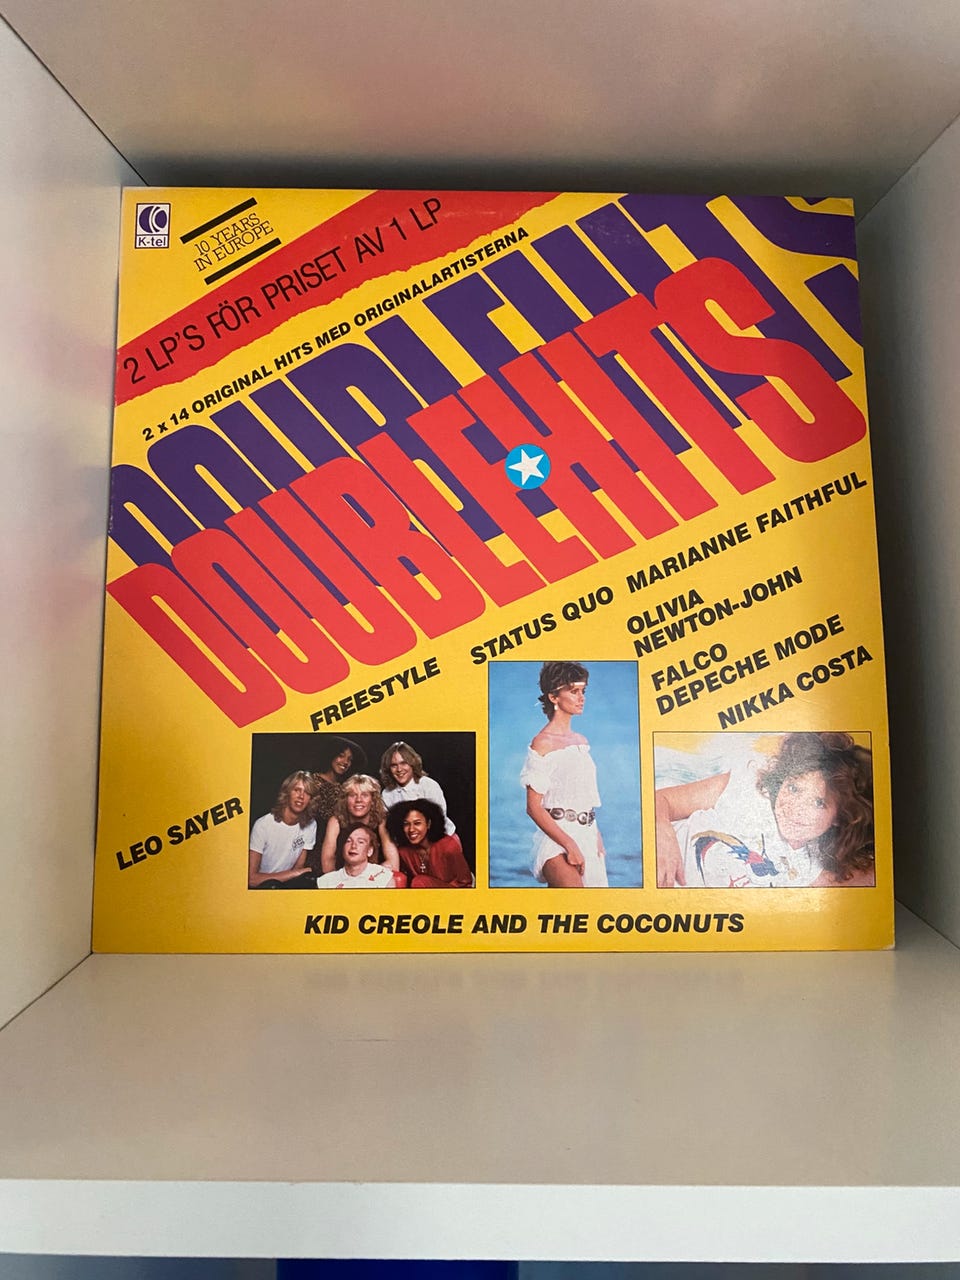 K-tel
10 YEARS
IN EUROPE
2 LP'S FÖR PRISET AV 1 LP
2 x 14 ORIGINAL HITS MED ORIGINALARTISTERNA
DOUBLEHITS
DOUBLEHITS
FREESTYLE
STATUS QUO
MARIANNE FAITHFUL
OLIVIA
NEWTON-JOHN
FALCO
DEPECHE MODE
NIKKA COSTA
LEO SAYER
KID CREOLE AND THE COCONUTS